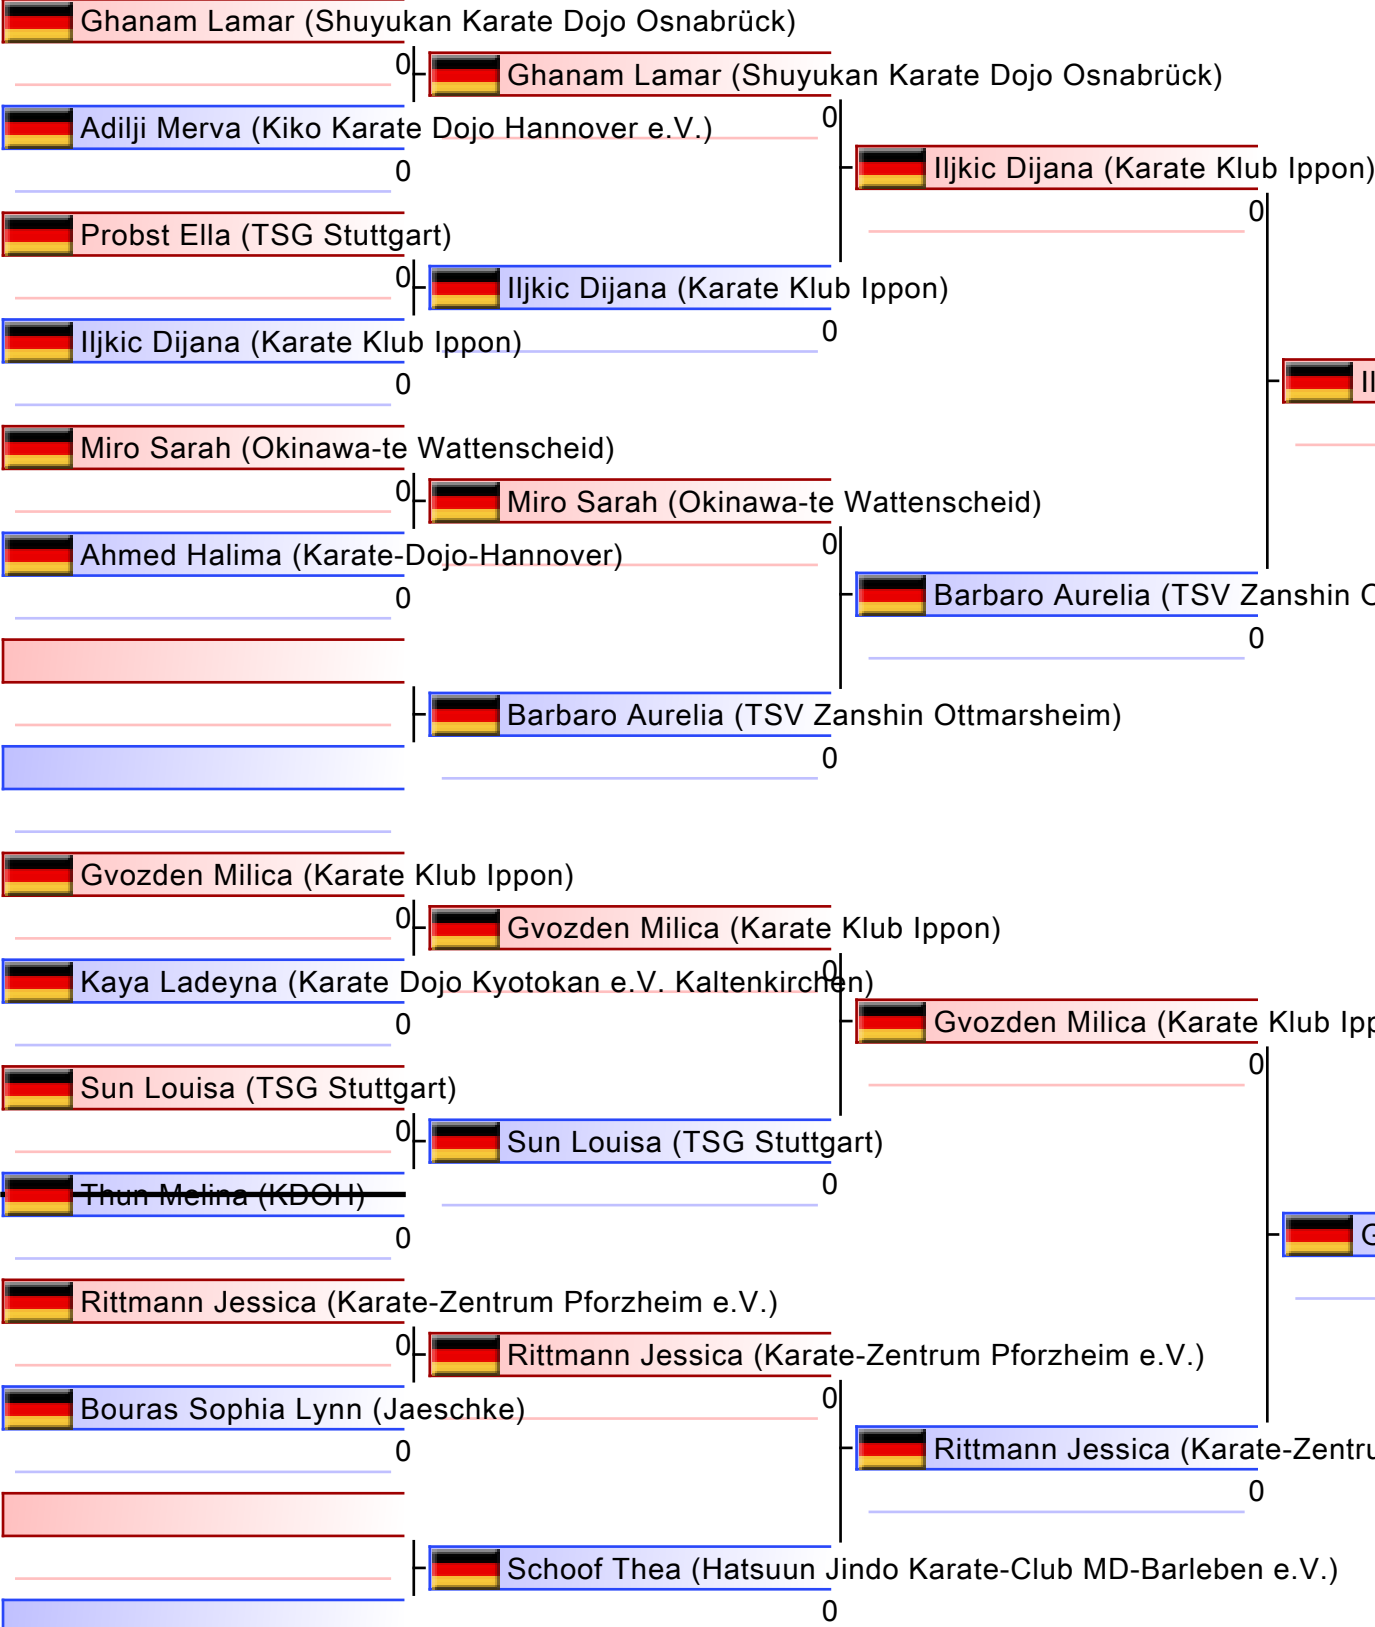 Ghanam Lamar (Shuyukan Karate Dojo Osnabrück)
0
Ghanam Lamar (Shuyukan Karate Dojo Osnabrück)
0
Adilji Merva (Kiko Karate Dojo Hannover e.V.)
0
Iljkic Dijana (Karate Klub Ippon)
0
Probst Ella (TSG Stuttgart)
0
Iljkic Dijana (Karate Klub Ippon)
0
Iljkic Dijana (Karate Klub Ippon)
0
Il
Miro Sarah (Okinawa-te Wattenscheid)
0
Miro Sarah (Okinawa-te Wattenscheid)
0
Ahmed Halima (Karate-Dojo-Hannover)
0
Barbaro Aurelia (TSV Zanshin O
0
Barbaro Aurelia (TSV Zanshin Ottmarsheim)
0
Gvozden Milica (Karate Klub Ippon)
0
Gvozden Milica (Karate Klub Ippon)
0
Kaya Ladeyna (Karate Dojo Kyotokan e.V. Kaltenkirchen)
0
Gvozden Milica (Karate Klub Ipp
0
Sun Louisa (TSG Stuttgart)
0
Sun Louisa (TSG Stuttgart)
0
Thun Melina (KDOH)
0
G
Rittmann Jessica (Karate-Zentrum Pforzheim e.V.)
0
Rittmann Jessica (Karate-Zentrum Pforzheim e.V.)
0
Bouras Sophia Lynn (Jaeschke)
0
Rittmann Jessica (Karate-Zentru
0
Schoof Thea (Hatsuun Jindo Karate-Club MD-Barleben e.V.)
0